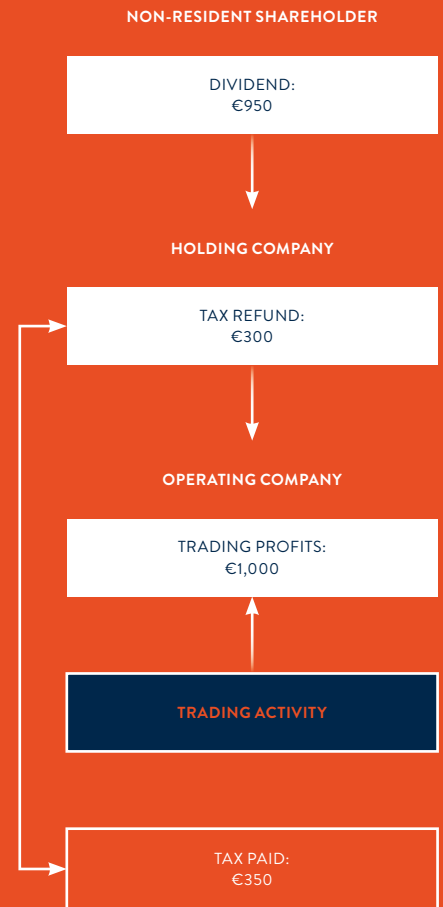 NON-RESIDENT SHAREHOLDER
DIVIDEND:
€950
HOLDING COMPANY
TAX REFUND:
€300
OPERATING COMPANY
TRADING PROFITS:
€1,000
TRADING ACTIVITY
TAX PAID:
€350